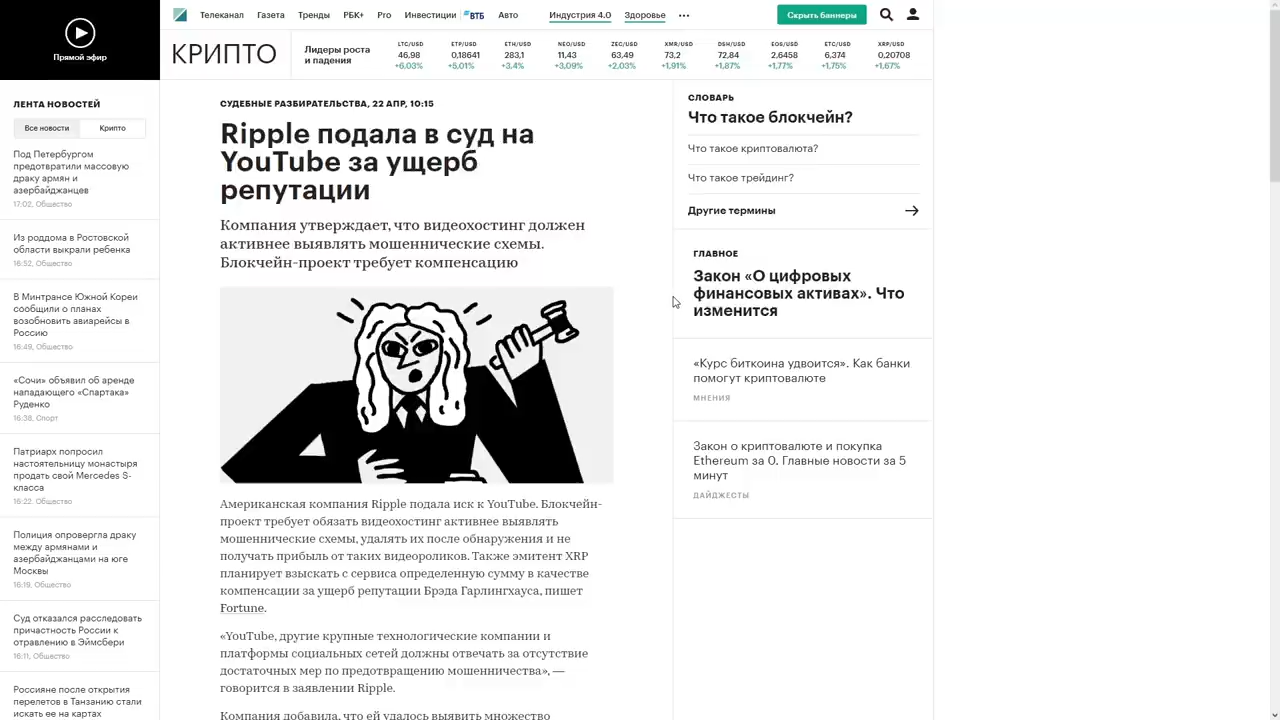 Телеканал Газета Тренды РБК+ Pro Инвестиции ВТБ Авто Индустрия 4.0 Здоровье ... Скрыть баннеры
Прямой эфир
КРИПТО
Лидеры роста
и падения
LTC/USD ETP/USD ETH/USD NEO/USD ZEC/USD XMR/USD DSH/USD EOS/USD ETC/USD XRP/USD
46,98 0,18641 283,1 11,43 63,49 73,2 72,84 2,6458 6,374 0,20708
+6,03% +5,01% +3,4% +3,09% +2,03% +1,91% +1,87% +1,77% +1,75% +1,67%
ЛЕНТА НОВОСТЕЙ
Все новости Крипто
Под Петербургом
предотвратили массовую
драку армян и
азербайджанцев
17:02, Общество
Из роддома в Ростовской
области выкрали ребенка
16:52, Общество
В Минтрансе Южной Кореи
сообщили о планах
возобновить авиарейсы в
Россию
16:49, Общество
«Сочи» объявил об аренде
нападающего «Спартака»
Руденко
16:38, Спорт
Патриарх попросил
настоятельницу монастыря
продать свой Mercedes S-
класса
16:22, Общество
Полиция опровергла драку
между армянами и
азербайджанцами на юге
Москвы
16:19, Общество
Суд отказался расследовать
причастность России к
отравлению в Эймсбери
16:11, Общество
Россияне после открытия
перелетов в Танзанию стали
искать ее на картах
СУДЕБНЫЕ РАЗБИРАТЕЛЬСТВА, 22 АПР, 10:15
Ripple подала в суд на
YouTube за ущерб
репутации
Компания утверждает, что видеохостинг должен
активнее выявлять мошеннические схемы.
Блокчейн-проект требует компенсацию
Американская компания Ripple подала иск к YouTube. Блокчейн-
проект требует обязать видеохостинг активнее выявлять
мошеннические схемы, удалять их после обнаружения и не
получать прибыль от таких видеороликов. Также эмитент XRP
планирует взыскать с сервиса определенную сумму в качестве
компенсации за ущерб репутации Брэда Гарлингхауса, пишет
Fortune.
«YouTube, другие крупные технологические компании и
платформы социальных сетей должны отвечать за отсутствие
достаточных мер по предотвращению мошенничества», —
говорится в заявлении Ripple.
Компания добавила, что ей удалось выявить множество
СЛОВАРЬ
Что такое блокчейн?
Что такое криптовалюта?
Что такое трейдинг?
Другие термины
ГЛАВНОЕ
Закон «О цифровых
финансовых активах». Что
изменится
«Курс биткоина удвоится». Как банки
помогут криптовалюте
МНЕНИЯ
Закон о криптовалюте и покупка
Ethereum за 0. Главные новости за 5
минут
ДАЙДЖЕСТЫ